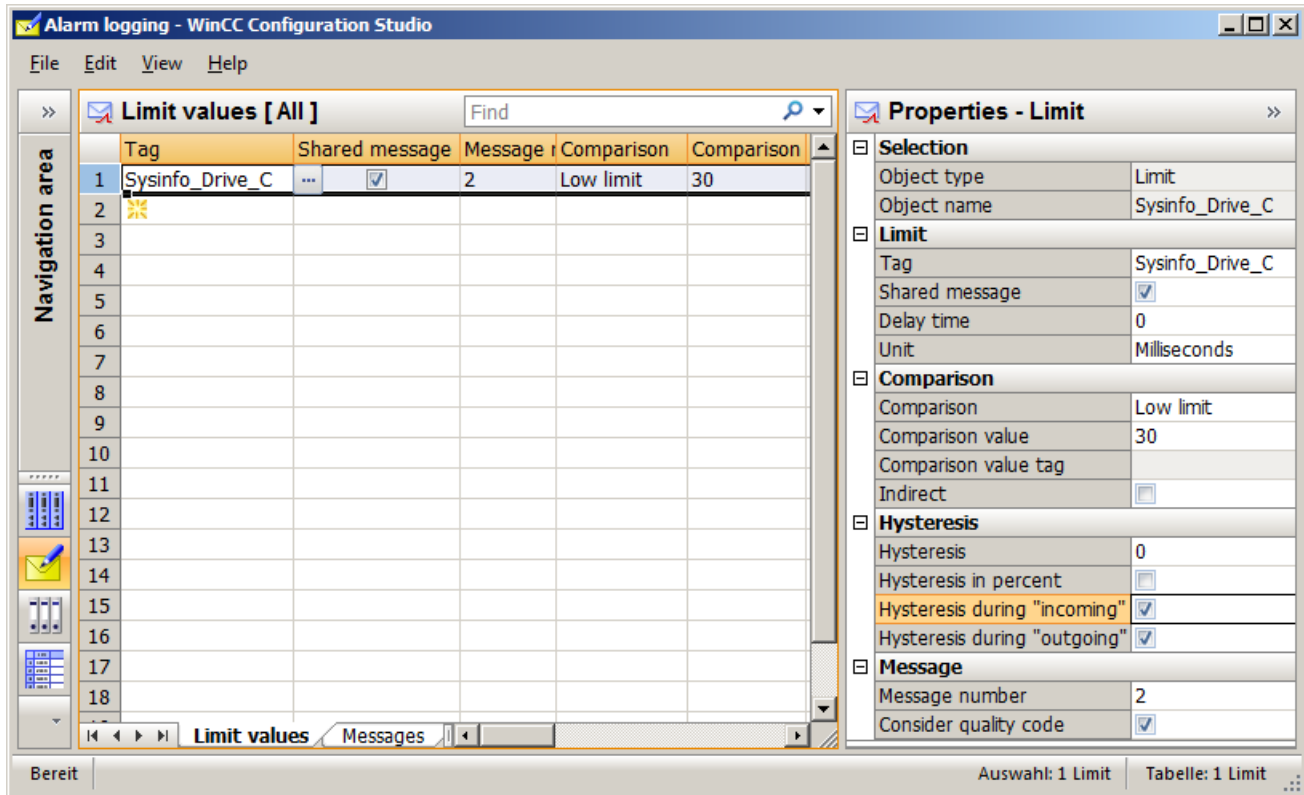 Alarm logging - WinCC Configuration Studio
File Edit View Help
Navigation area
Limit values [ All ]
Find
Tag Shared message Message Comparison Comparison
1 Sysinfo_Drive_C ... 2 Low limit 30
2
3
4
5
6
7
8
9
10
11
12
13
14
15
16
17
18
Limit values Messages
Properties - Limit
Selection
Object type Limit
Object name Sysinfo_Drive_C
Limit
Tag Sysinfo_Drive_C
Shared message
Delay time 0
Unit Milliseconds
Comparison
Comparison Low limit
Comparison value 30
Comparison value tag
Indirect
Hysteresis
Hysteresis 0
Hysteresis in percent
Hysteresis during "incoming"
Hysteresis during "outgoing"
Message
Message number 2
Consider quality code
Bereit Auswahl: 1 Limit Tabelle: 1 Limit